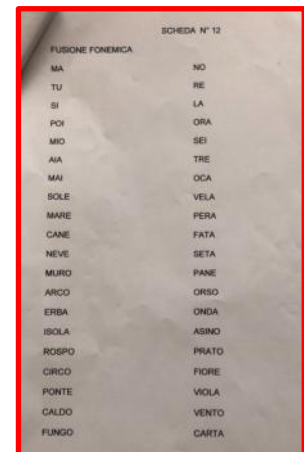 SCHEDA N° 12
FUSIONE FONEMICA
MA NO
TU RE
SI LA
POI ORA
MIO SEI
AIA TRE
MAI OCA
SOLE VELA
MARE PERA
CANE FATA
NEVE SETA
MURO PANE
ARCO ORSO
ERBA ONDA
ISOLA ASINO
ROSPO PRATO
CIRCO FIORE
PONTE VIOLA
CALDO VENTO
FUNGO CARTA